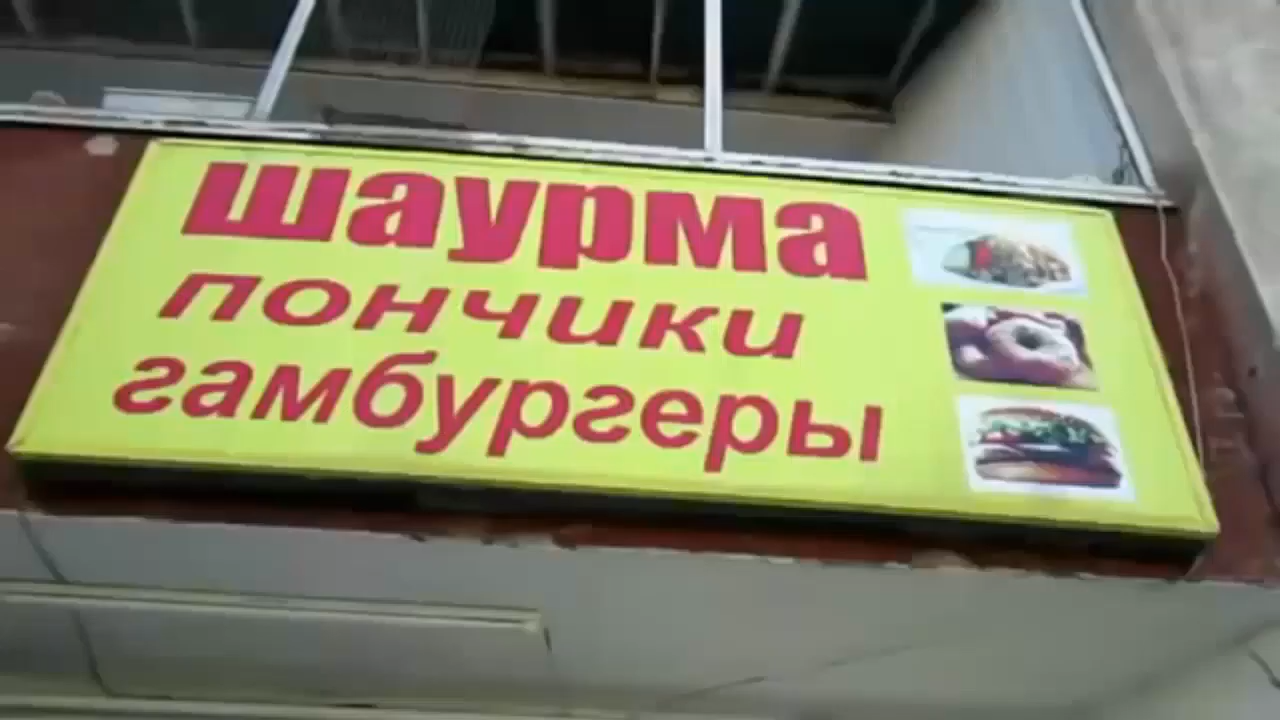 шаурма
пончики
гамбургеры